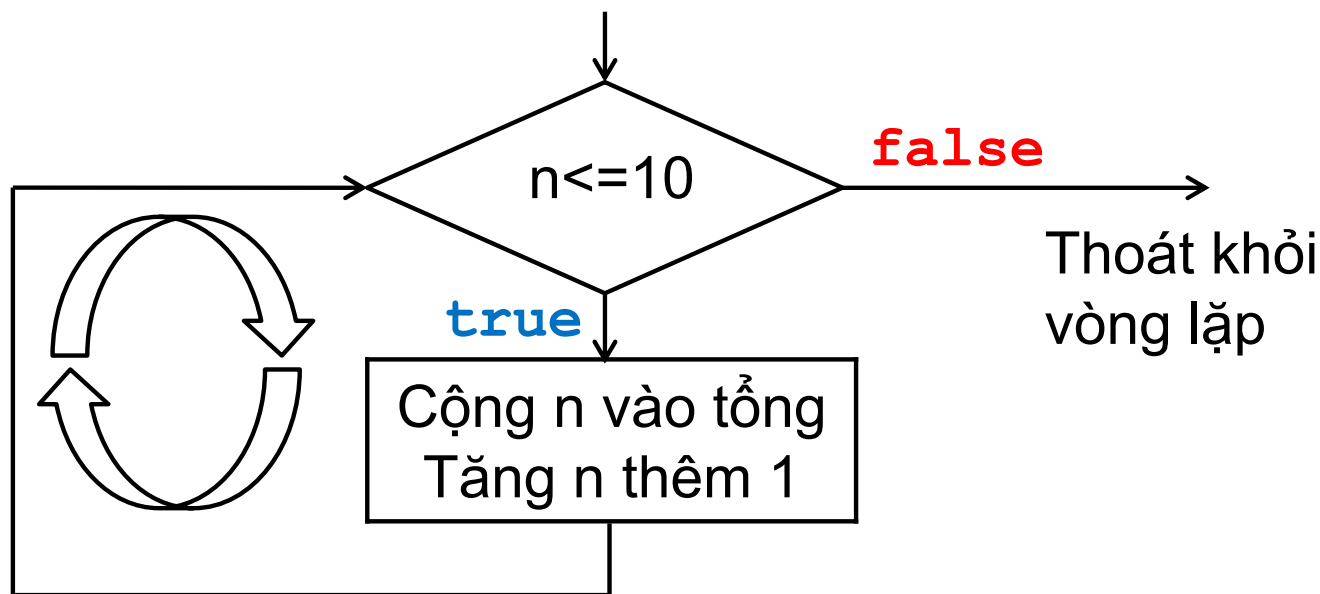 n<=10
false
Thoát khỏi
vòng lặp
true
Cộng n vào tổng
Tăng n thêm 1